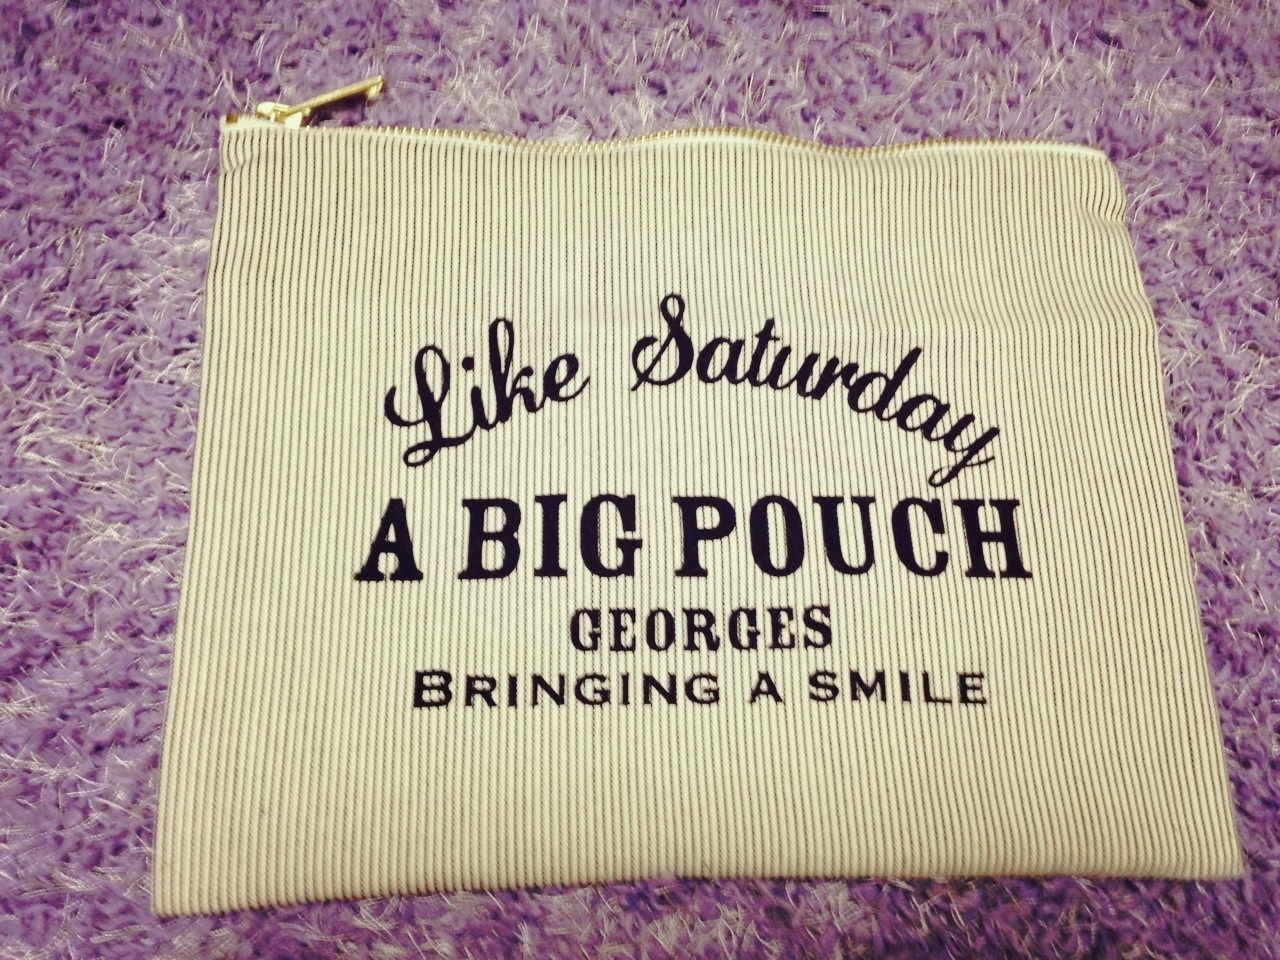 Like Saturday
A BIG POUCH
GEORGES
BRINGING A SMILE